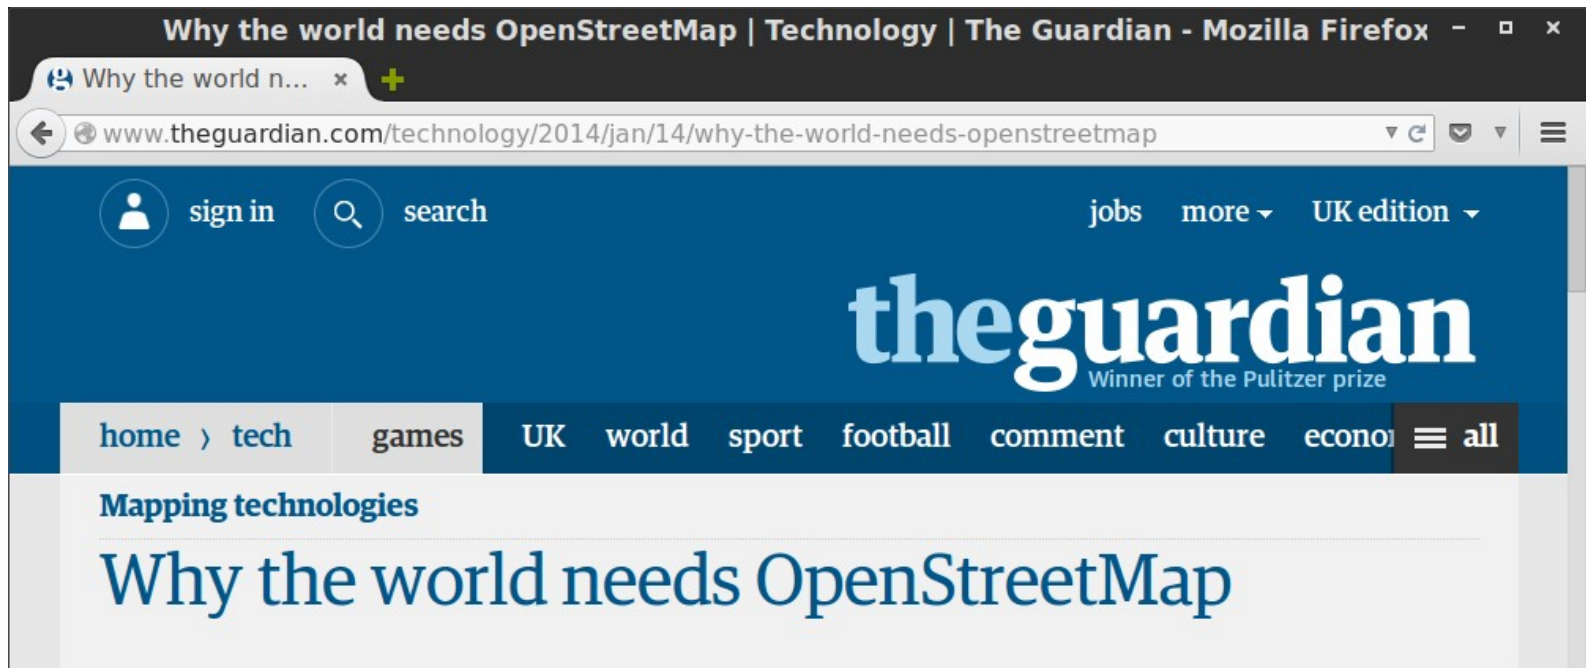 Why the world needs OpenStreetMap | Technology | The Guardian - Mozilla Firefox
Why the world n...
www.theguardian.com/technology/2014/jan/14/why-the-world-needs-openstreetmap
sign in search jobs more UK edition
theguardian
Winner of the Pulitzer prize
home › tech games UK world sport football comment culture econo all
Mapping technologies
Why the world needs OpenStreetMap